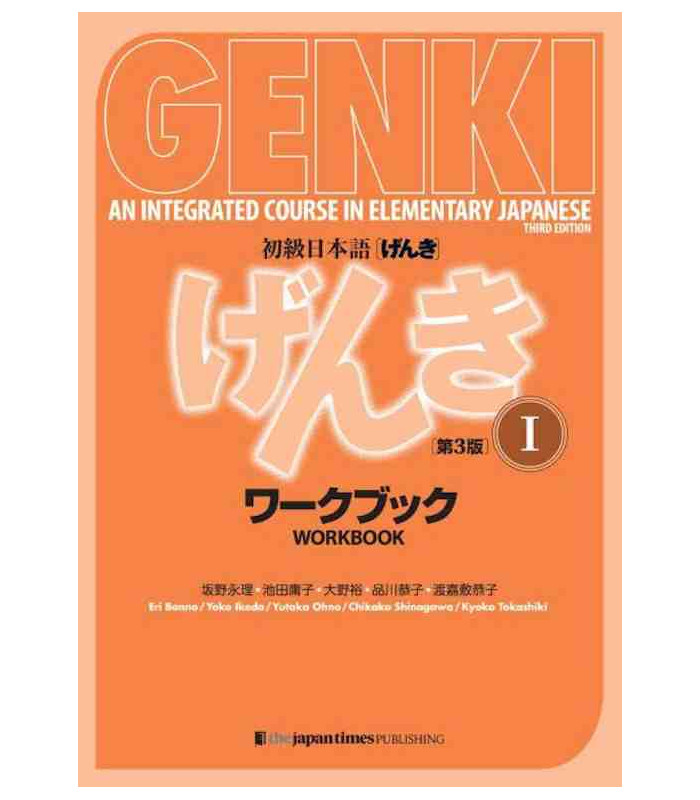 GENKI
AN INTEGRATED COURSE IN ELEMENTARY JAPANESE
THIRD EDITION
初級日本語[げんき]
げんき
[第3版]
I
ワークブック
WORKBOOK
坂野永理・池田庸子・大野裕・品川恭子・渡嘉敷恭子
Eri Banno/Yoko Ikeda/Yutaka Ohno/Chikako Shinagawa/Kyoko Tokashiki
the japan times PUBLISHING